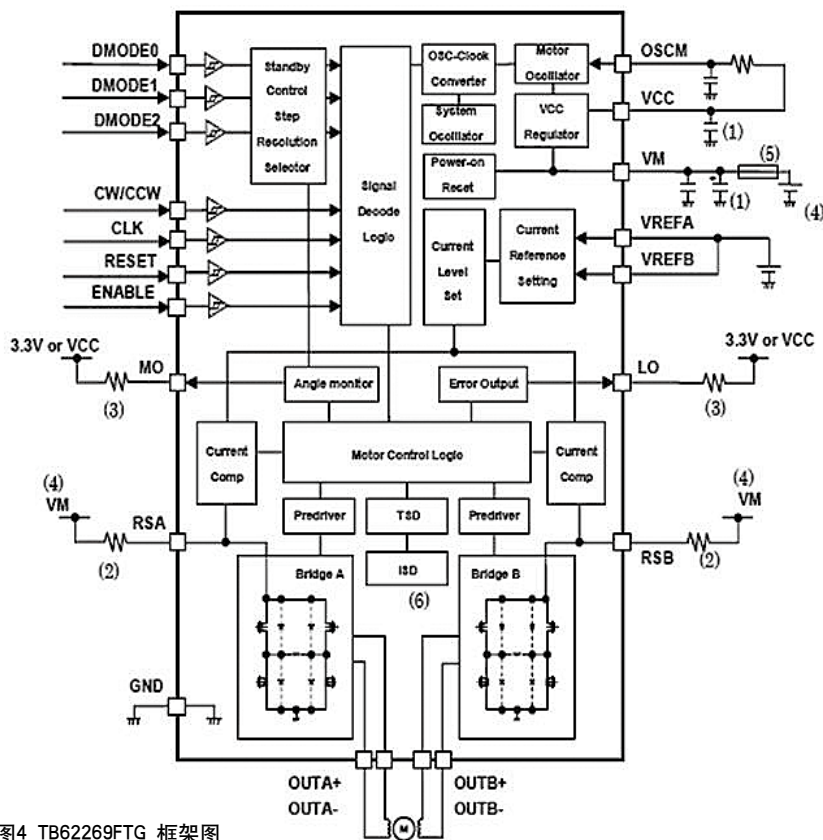 DMODE0
DMODE1
DMODE2
CW/CCW
CLK
RESET
ENABLE
Standby
Control
Step
Resolution
Selector
Signal
Decode
Logic
OSC-Clock
Converter
System
Oscillator
Power-on
Reset
Motor
Ocillator
VCC
Regulator
Current
Level
Set
Current
Reference
Setting
OSCM
VCC
(1)
VM
(5)
(1)
(4)
VREFA
VREFB
3.3V or VCC
MO
(3)
Angle monitor
Error Output
LO
3.3V or VCC
(3)
Current
Comp
Motor Control Logic
Current
Comp
(4)
VM
RSA
(2)
Predriver
TSD
Predriver
(4)
VM
RSB
(2)
Bridge A
ISD
(6)
Bridge B
GND
OUTA+
OUTA-
OUTB+
OUTB-
M
图4 TB62269FTG 框架图